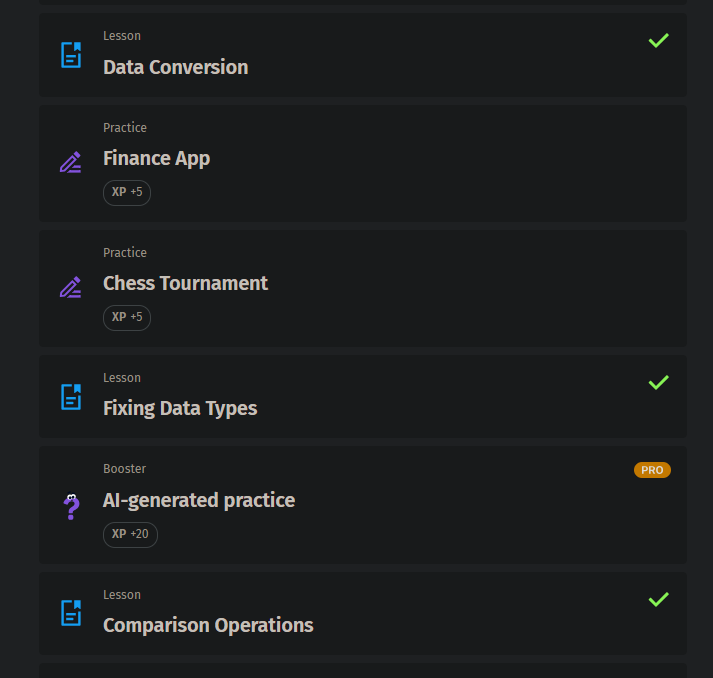 Lesson
Data Conversion
Practice
Finance App
XP +5
Practice
Chess Tournament
XP +5
Lesson
Fixing Data Types
Booster
PRO
AI-generated practice
XP +20
Lesson
Comparison Operations